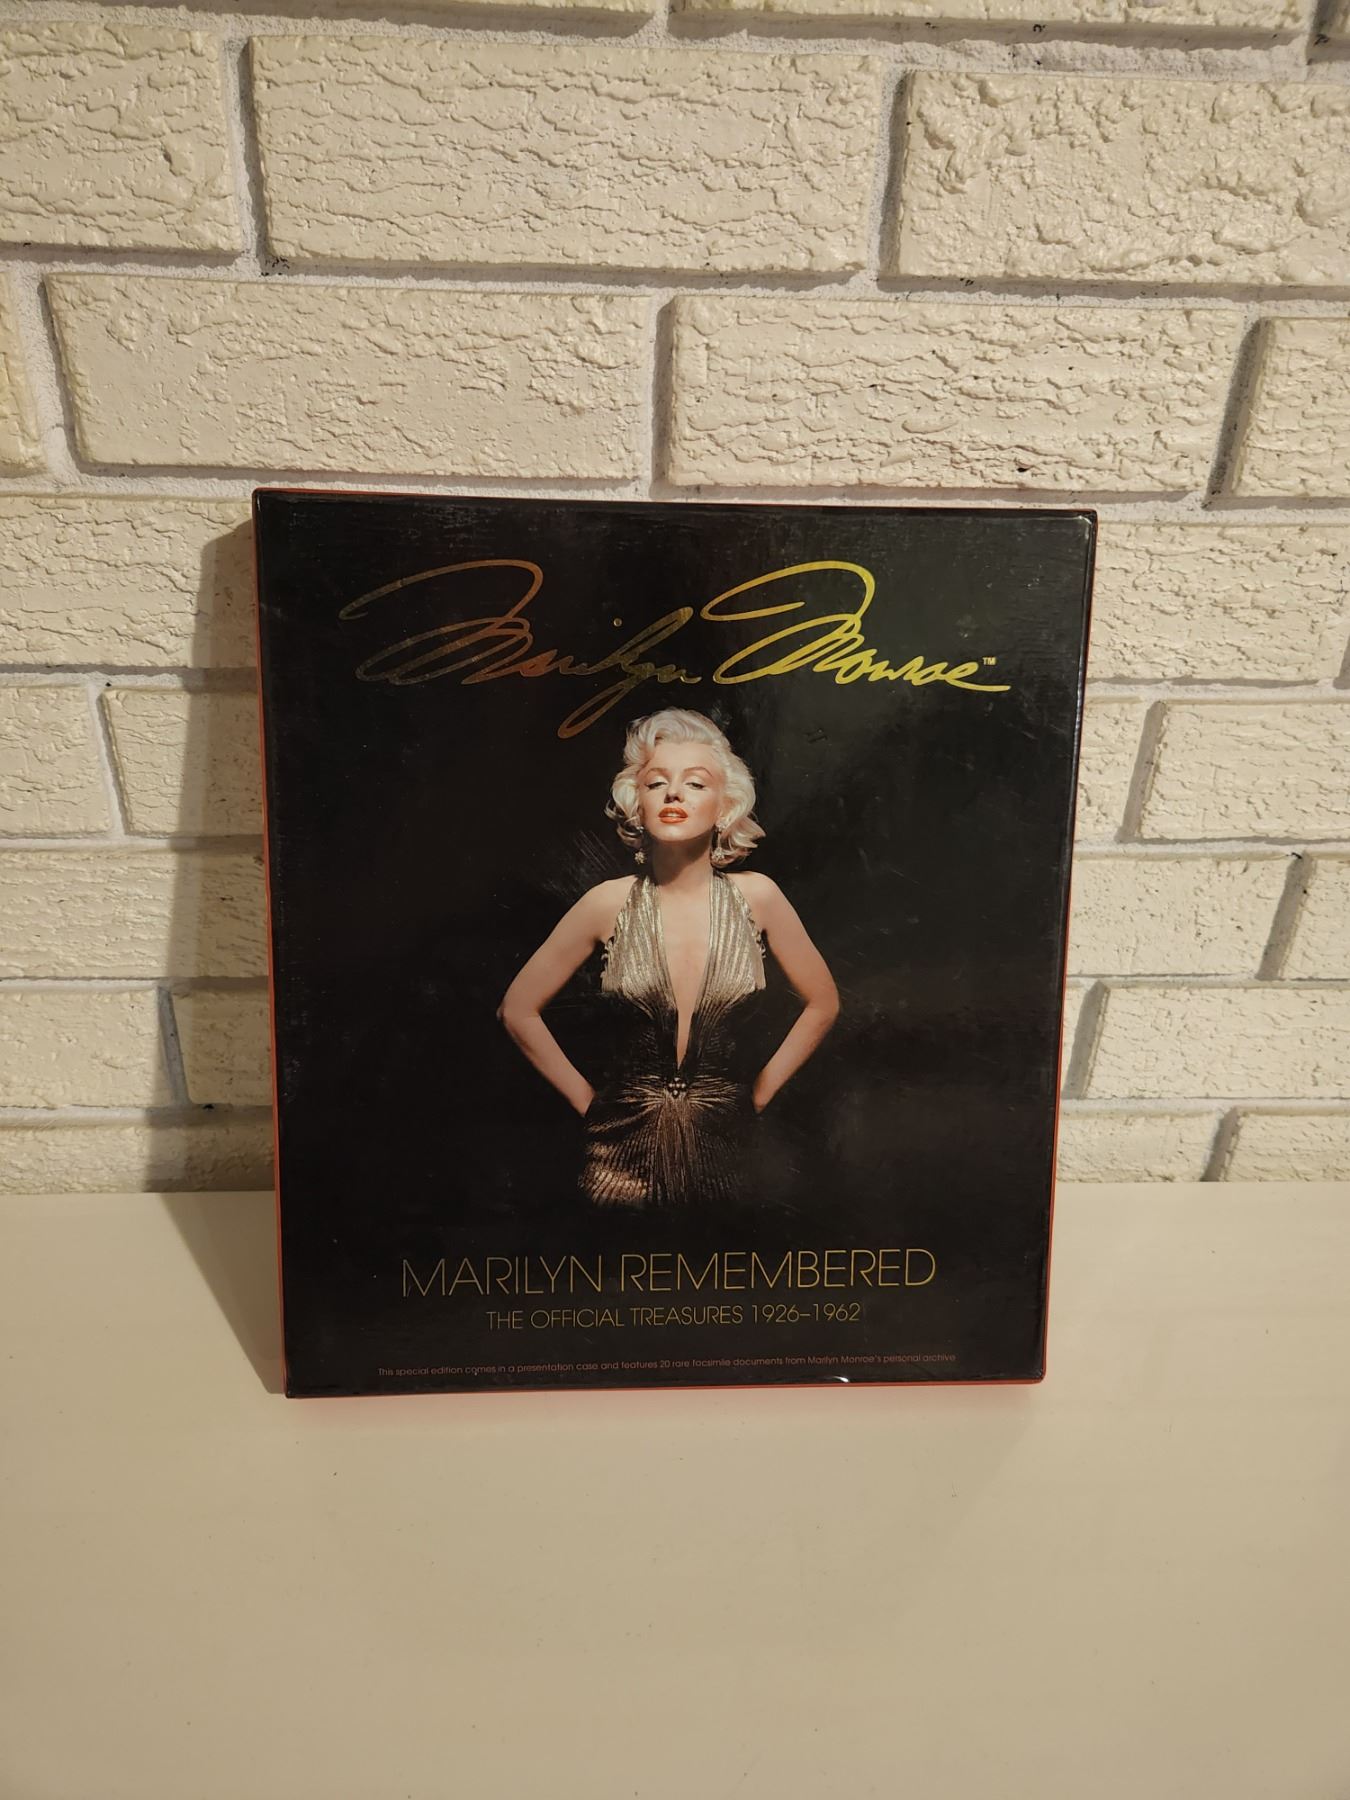 Marilyn Monroe™
MARILYN REMEMBERED
THE OFFICIAL TREASURES 1926–1962
This special edition comes in a presentation case and features 20 rare facsimile documents from Marilyn Monroe's personal archive